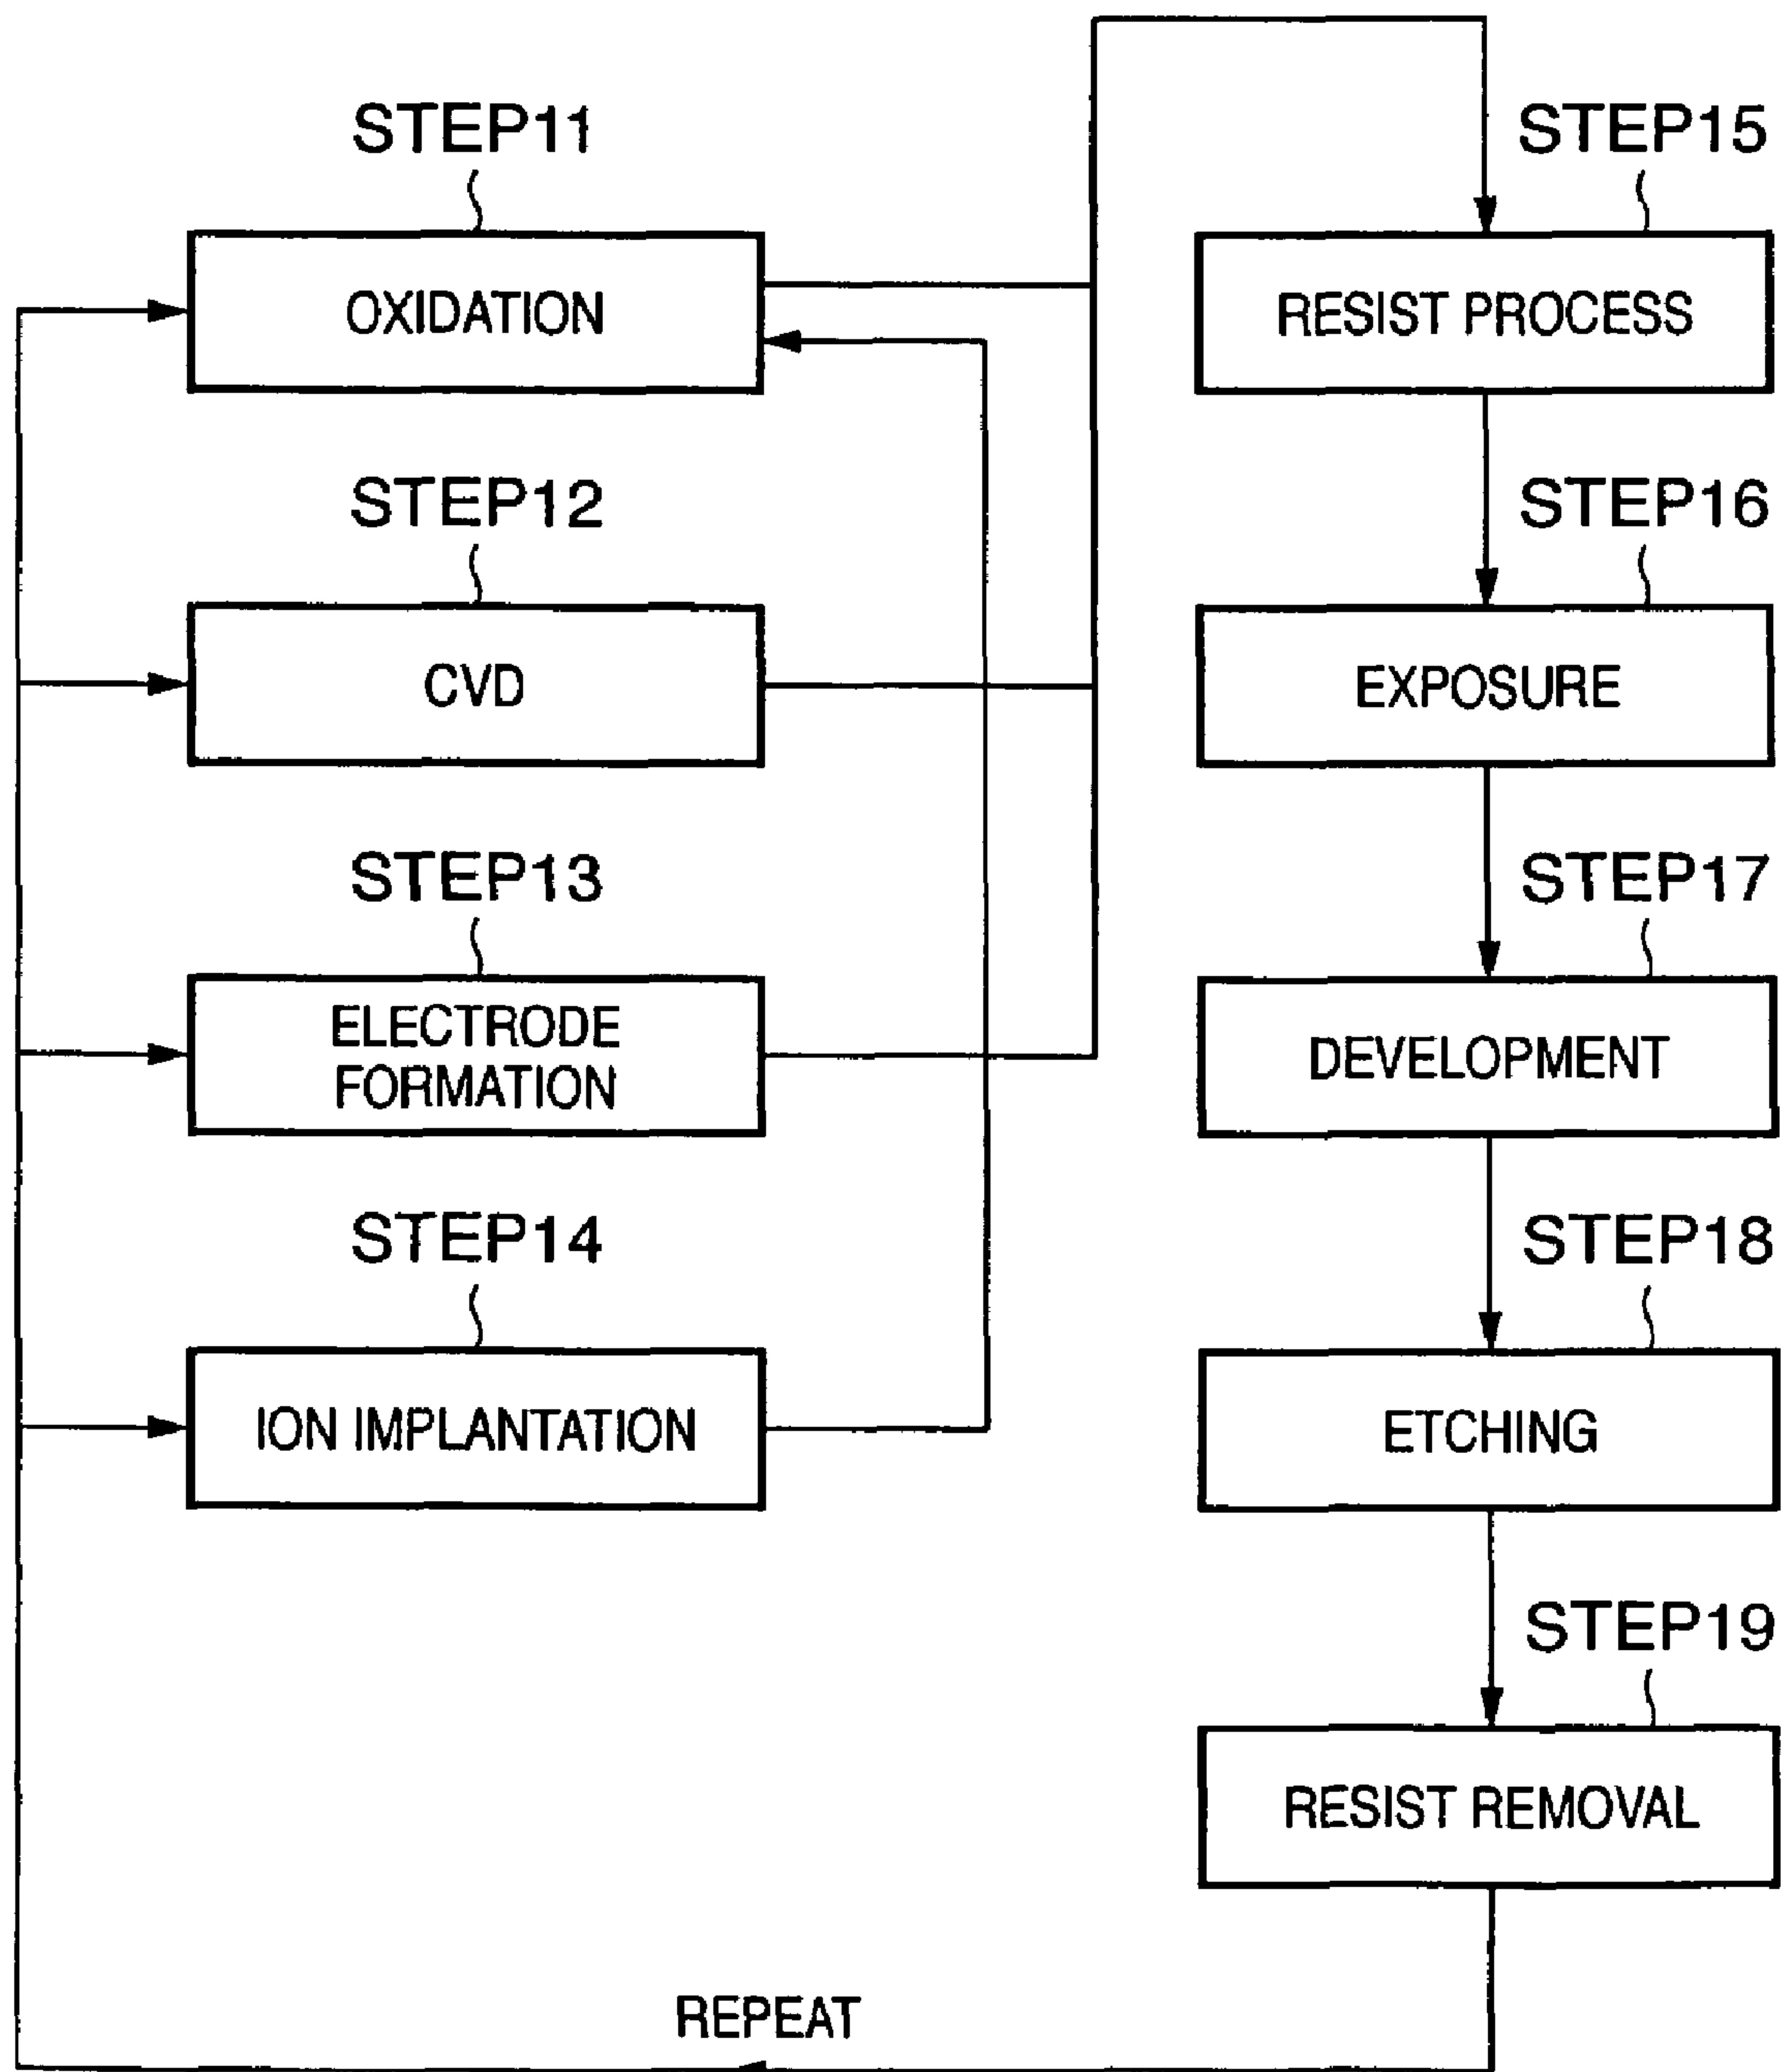 STEP11
OXIDATION
STEP12
CVD
STEP13
ELECTRODE
FORMATION
STEP14
ION IMPLANTATION
STEP15
RESIST PROCESS
STEP16
EXPOSURE
STEP17
DEVELOPMENT
STEP18
ETCHING
STEP19
RESIST REMOVAL
REPEAT